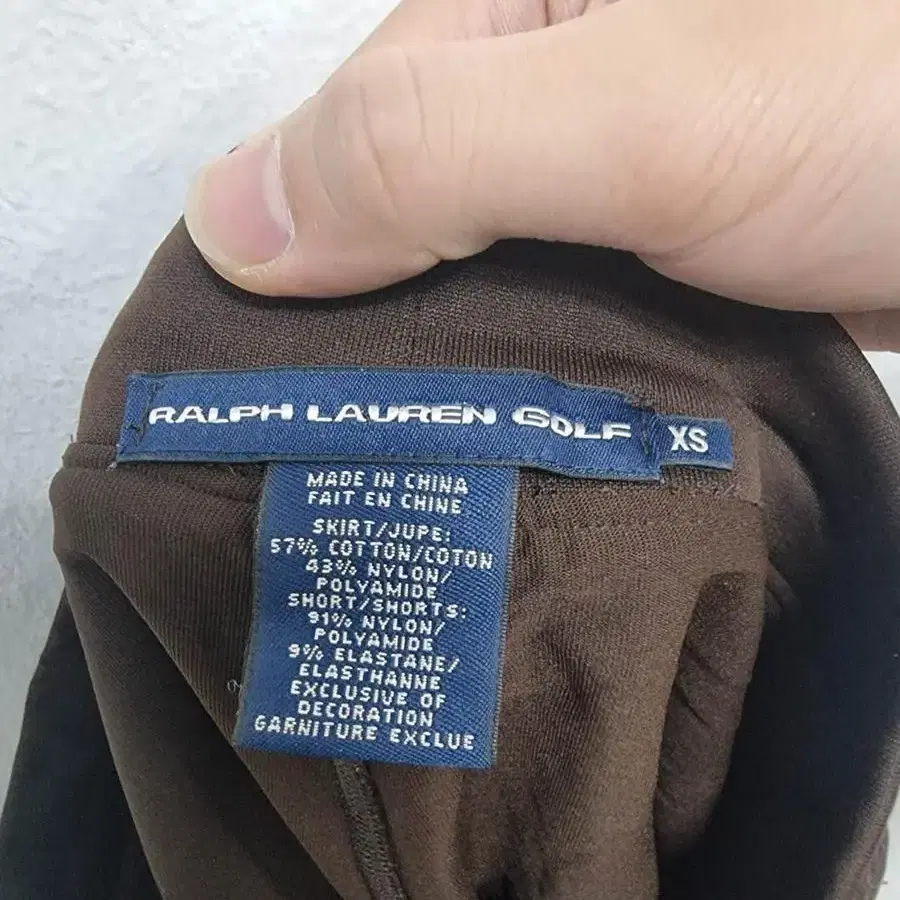 RALPH LAUREN GOLF
XS
MADE IN CHINA
FAIT EN CHINE
SKIRT/JUPE:
57% COTTON/COTON
43% NYLON/
POLYAMIDE
SHORT/SHORTS:
91% NYLON/
POLYAMIDE
9% ELASTANE/
ELASTHANNE
EXCLUSIVE OF
DECORATION
GARNITURE EXCLUE